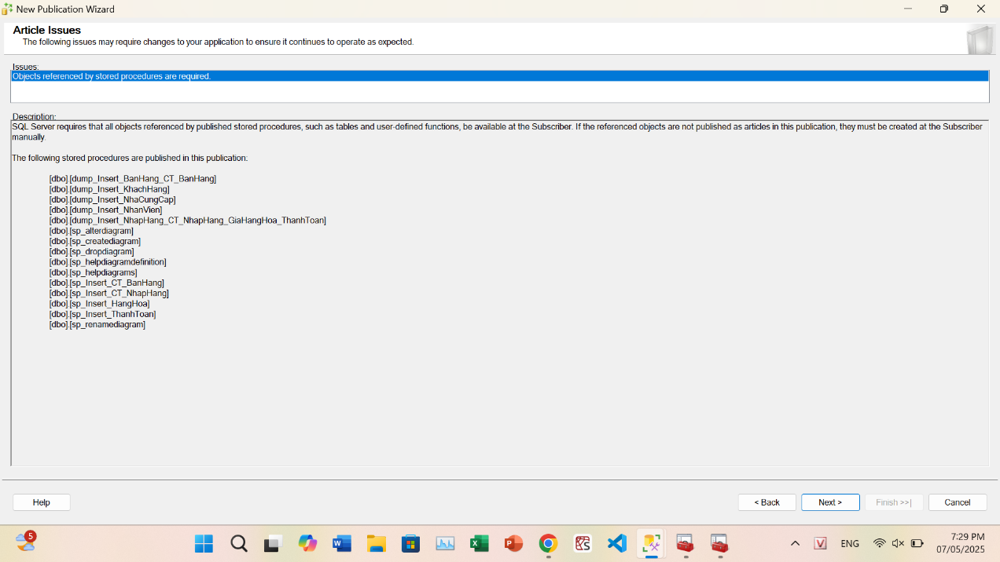 New Publication Wizard
Article Issues
The following issues may require changes to your application to ensure it continues to operate as expected.
Issues:
Objects referenced by stored procedures are required.
Description:
SQL Server requires that all objects referenced by published stored procedures, such as tables and user-defined functions, be available at the Subscriber. If the referenced objects are not published as articles in this publication, they must be created at the Subscriber
manually.
The following stored procedures are published in this publication:
[dbo].[dump_Insert_BanHang_CT_BanHang]
[dbo].[dump_Insert_KhachHang]
[dbo].[dump_Insert_NhaCungCap]
[dbo].[dump_Insert_NhanVien]
[dbo].[dump_Insert_NhapHang_CT_NhapHang_GiaHangHoa_ThanhToan]
[dbo].[sp_alterdiagram]
[dbo].[sp_creatediagram]
[dbo].[sp_dropdiagram]
[dbo].[sp_helpdiagramdefinition]
[dbo].[sp_helpdiagrams]
[dbo].[sp_Insert_CT_BanHang]
[dbo].[sp_Insert_CT_NhapHang]
[dbo].[sp_Insert_HangHoa]
[dbo].[sp_Insert_ThanhToan]
[dbo].[sp_renamediagram]
Help
< Back
Next >
Finish >>|
Cancel
5
W
X
P
V
ENG
7:29 PM
07/05/2025